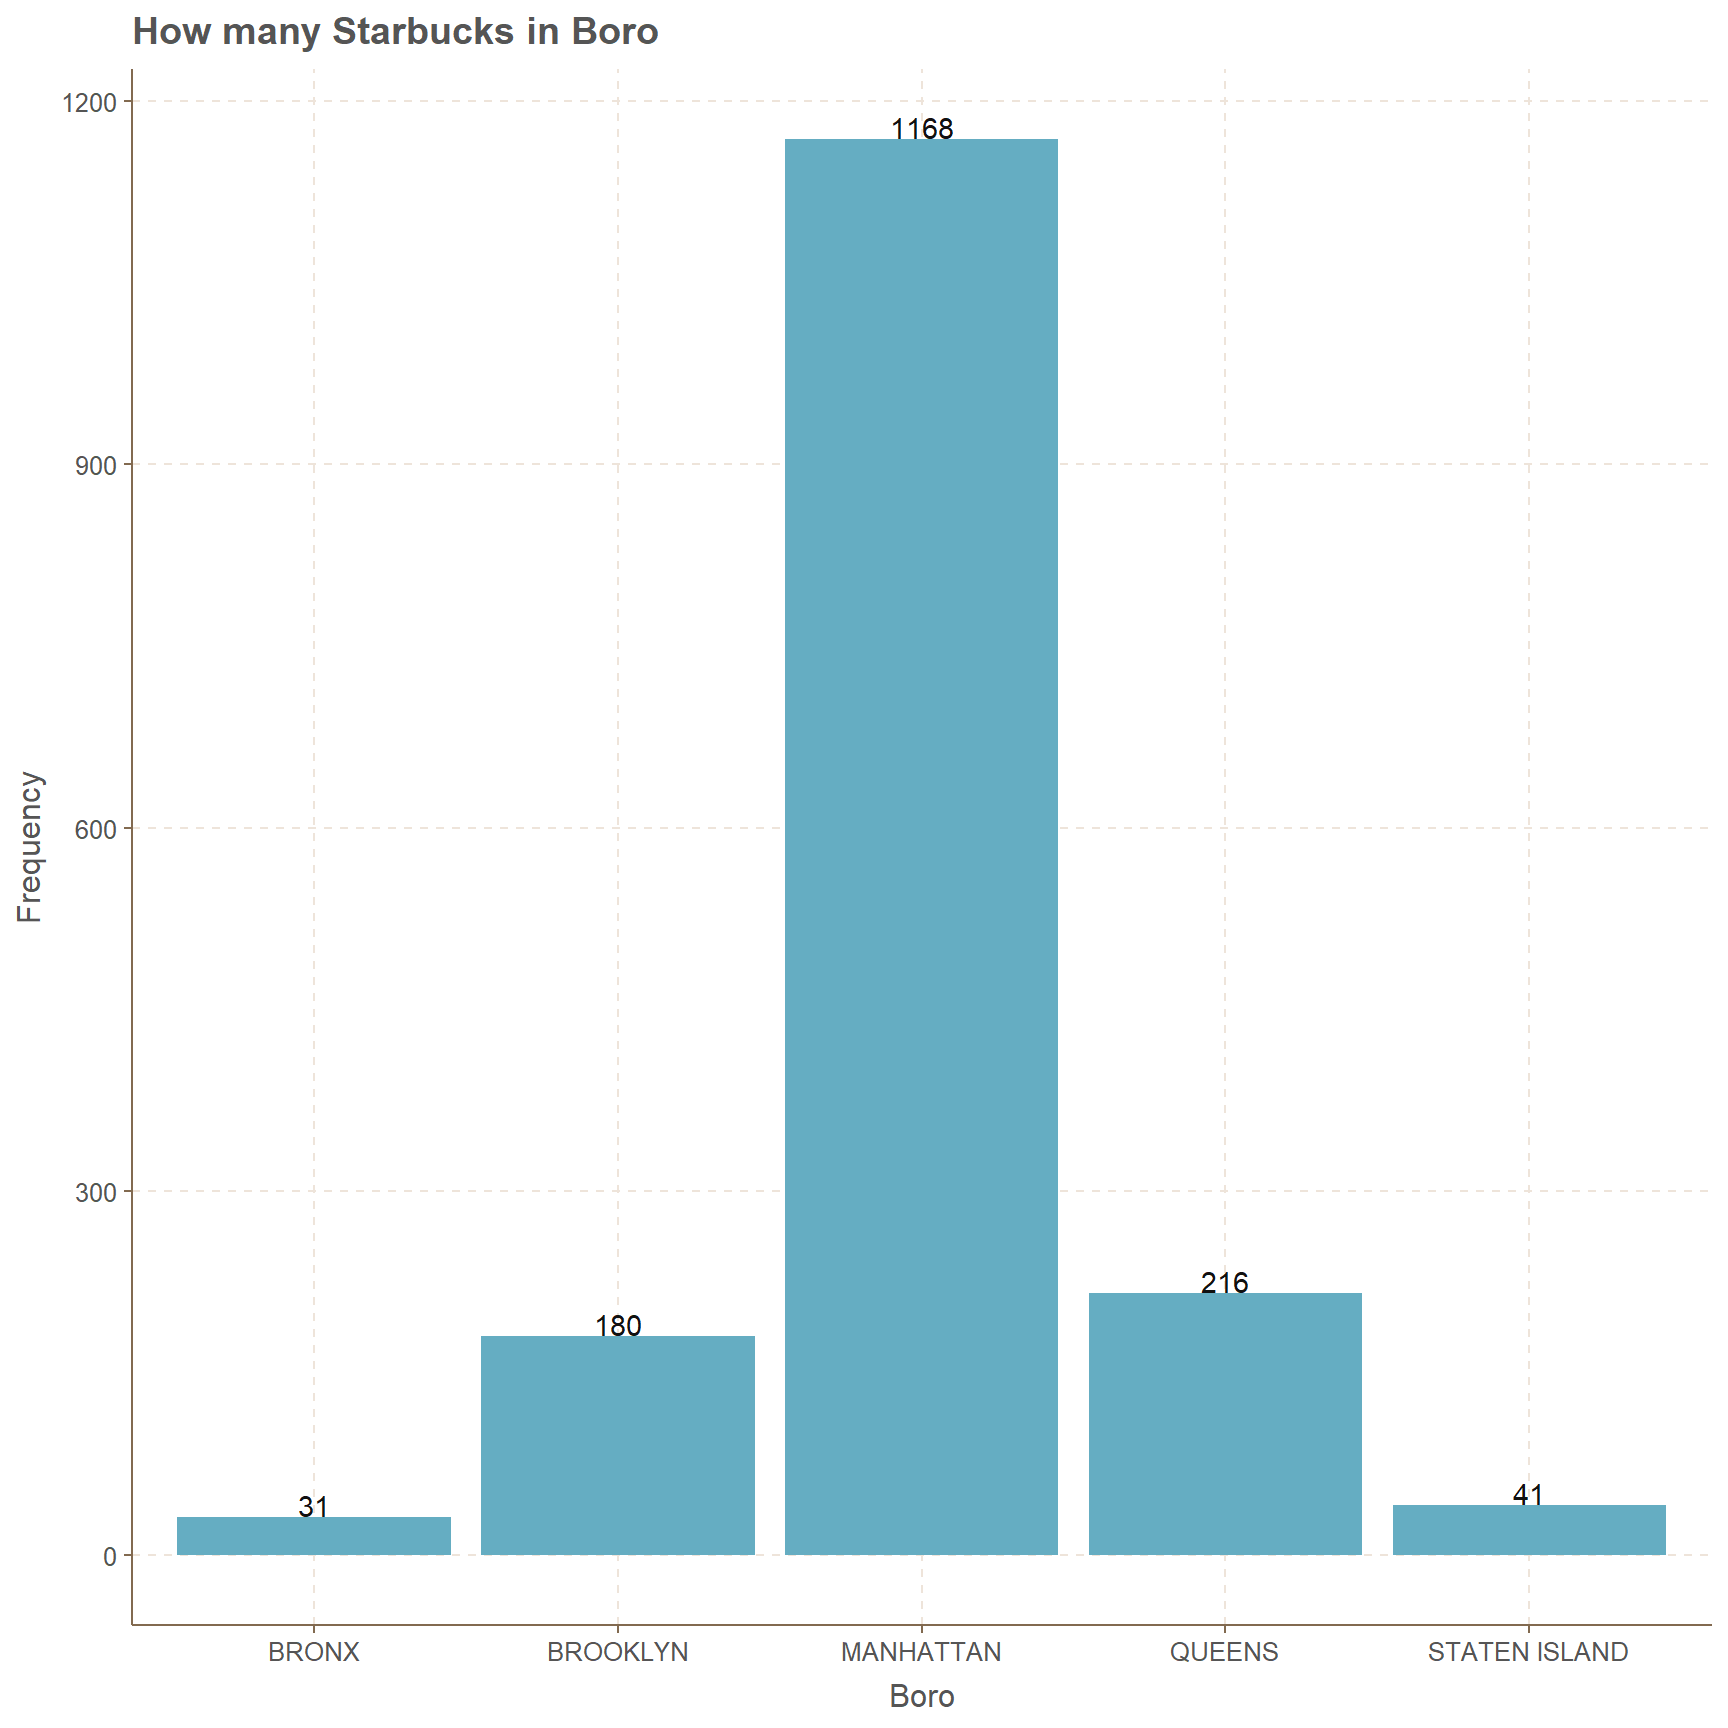 How many Starbucks in Boro
1200
900
600
300
0
Frequency
31
180
1168
216
41
BRONX
BROOKLYN
MANHATTAN
QUEENS
STATEN ISLAND
Boro